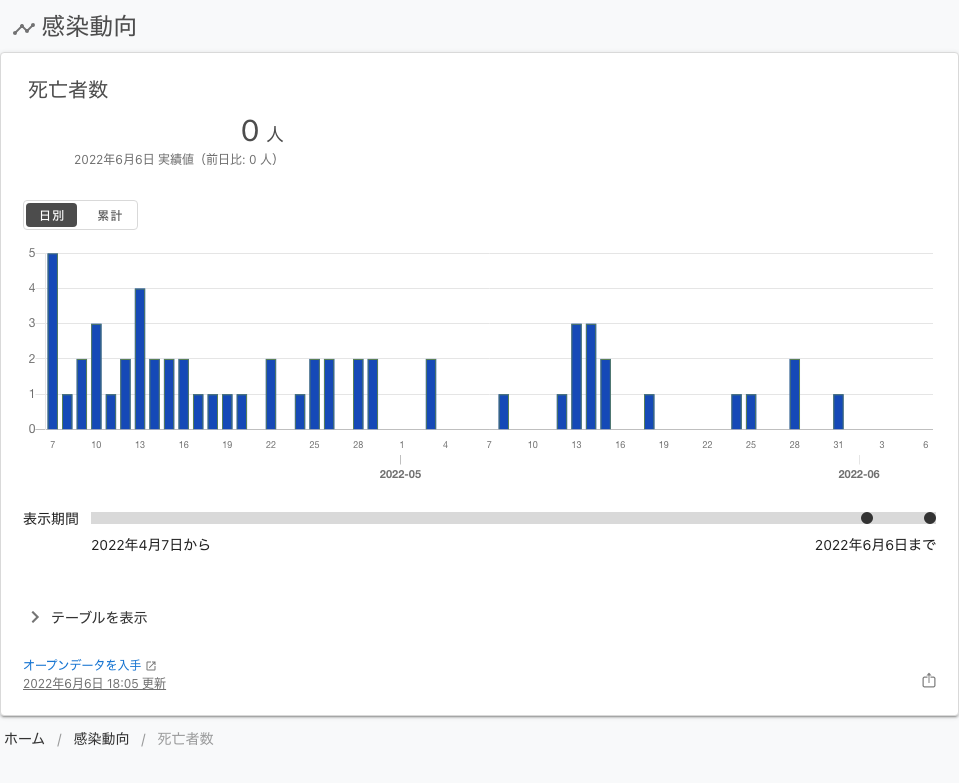 感染動向
死亡者数
0 人
2022年6月6日 実績値（前日比: 0 人）
日別 累計
5
4
3
2
1
0
7 10 13 16 19 22 25 28 1 4 7 10 13 16 19 22 25 28 31 3 6
2022-05 2022-06
表示期間
2022年4月7日から 2022年6月6日まで
テーブルを表示
オープンデータを入手
2022年6月6日 18:05 更新
ホーム / 感染動向 / 死亡者数